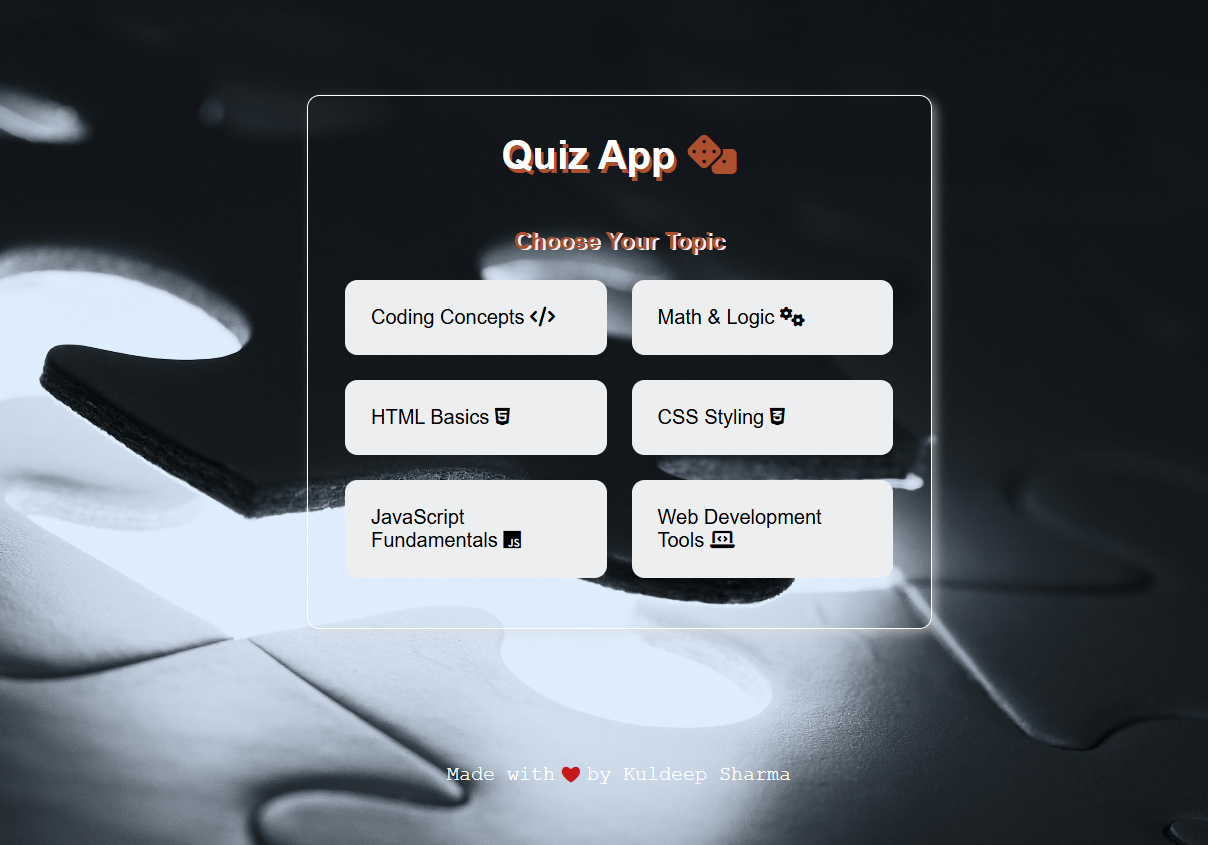 Quiz App
Choose Your Topic
Coding Concepts </>
Math & Logic
HTML Basics
CSS Styling
JavaScript
Fundamentals JS
Web Development
Tools
Made with ❤ by Kuldeep Sharma